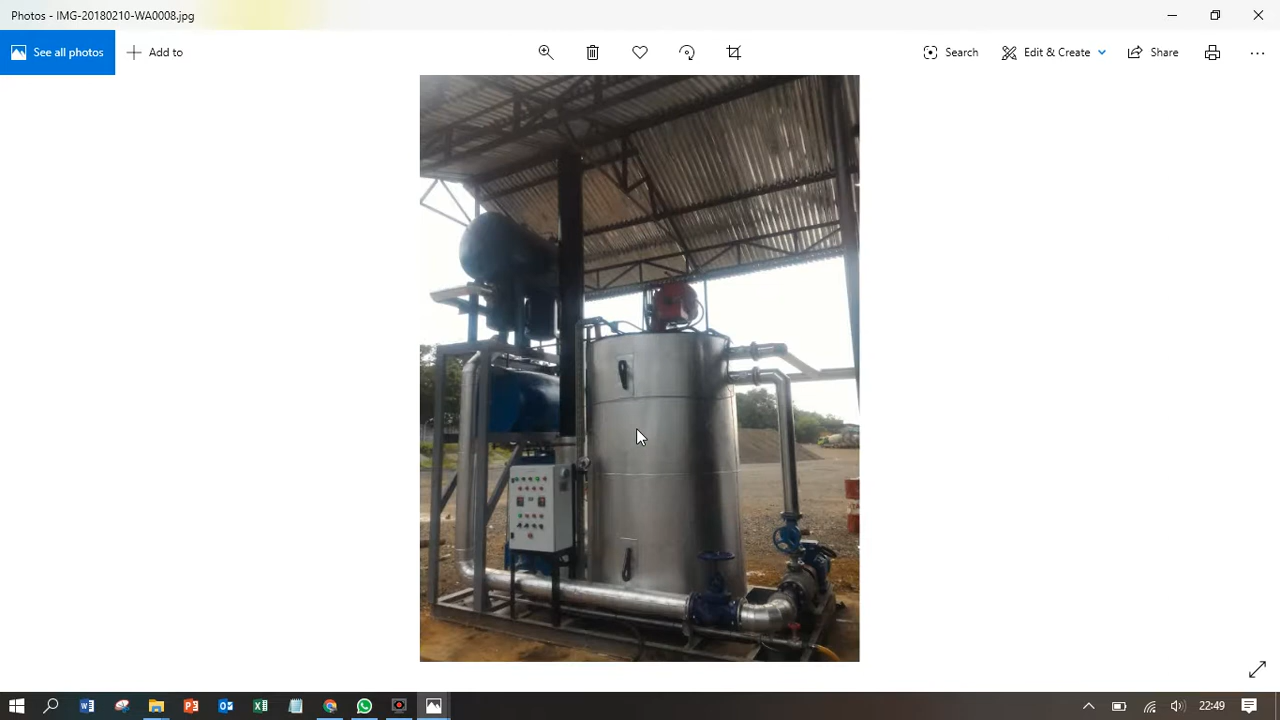 Photos - IMG-20180210-WA0008.jpg
See all photos
Add to
Search
Edit & Create
Share
22:49